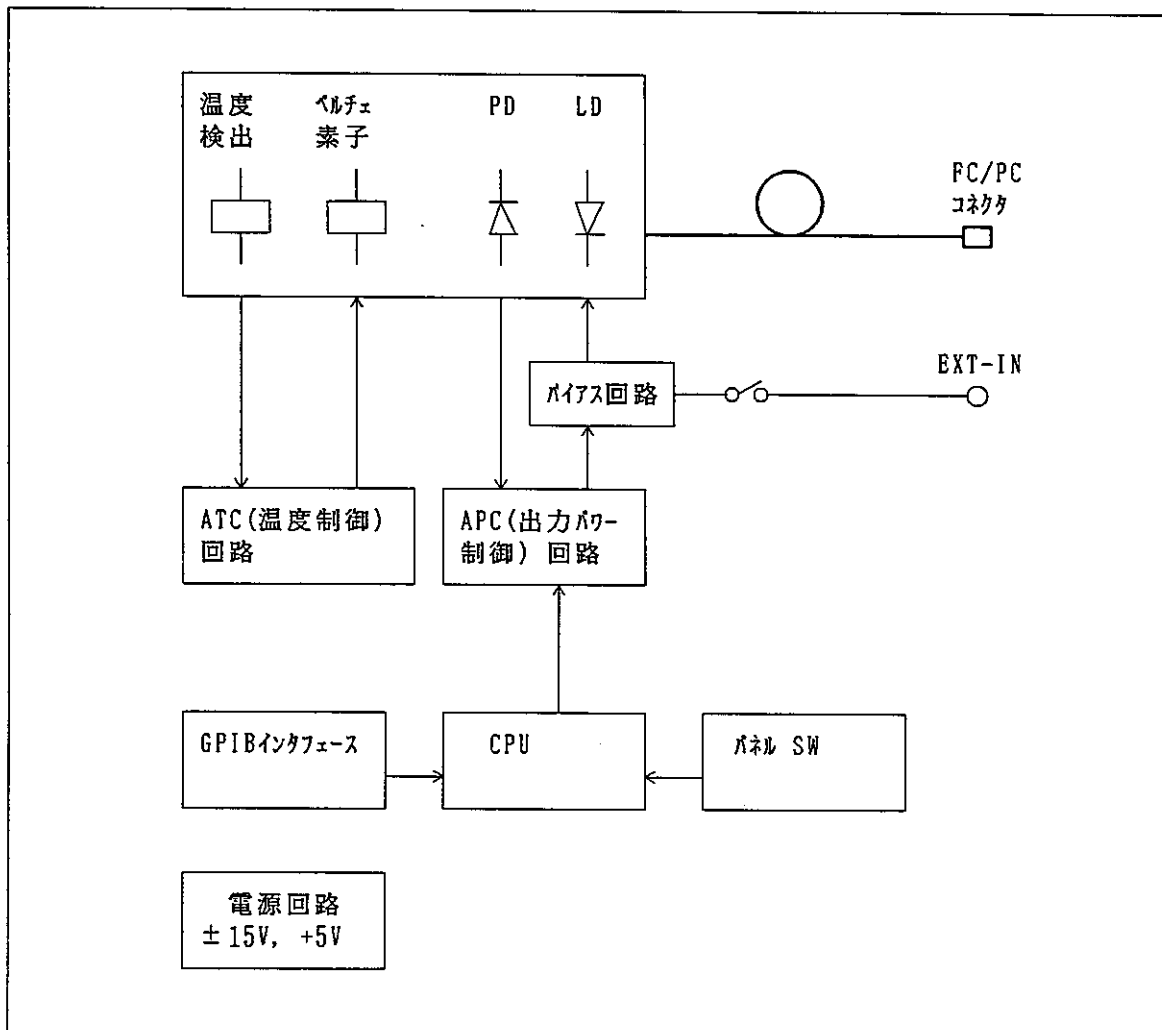 温度
検出
ペルチェ
素子
PD
LD
FC/PC
コネクタ
バイアス回路
EXT-IN
ATC(温度制御)
回路
APC(出力パワー
制御) 回路
GPIBインタフェース
CPU
パネル SW
電源回路
±15V, +5V